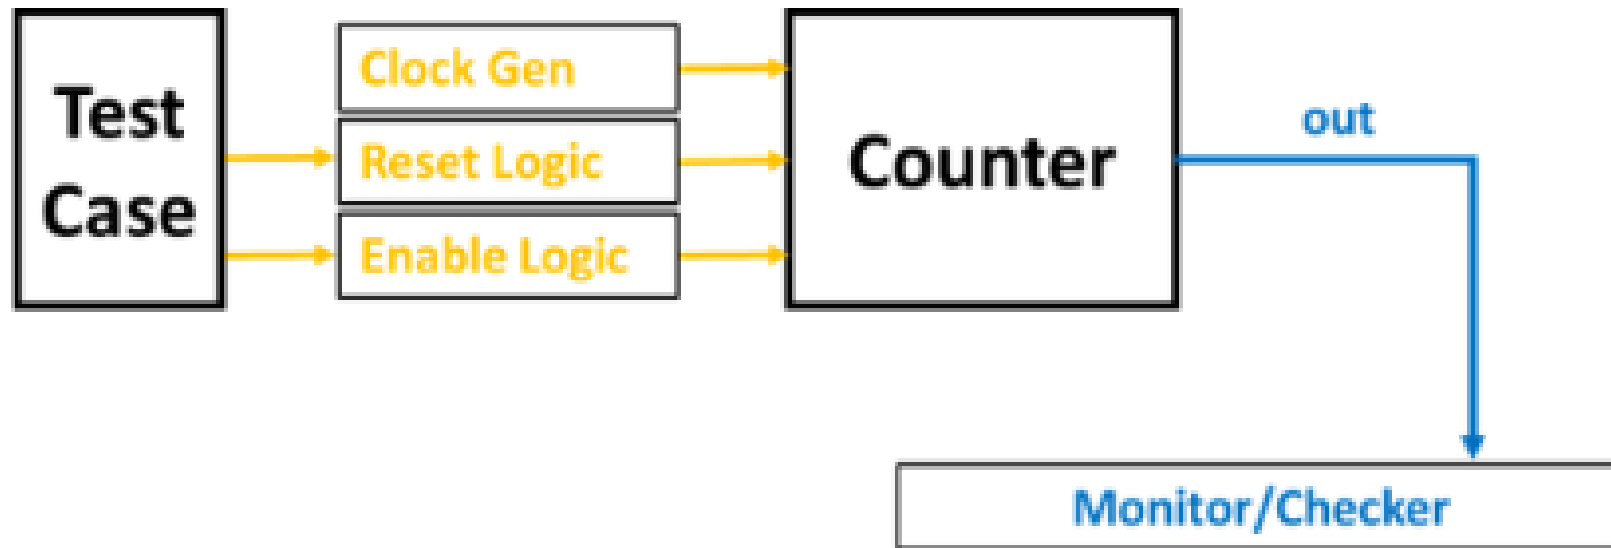 Test
Case
Clock Gen
Reset Logic
Enable Logic
Counter
out
Monitor/Checker